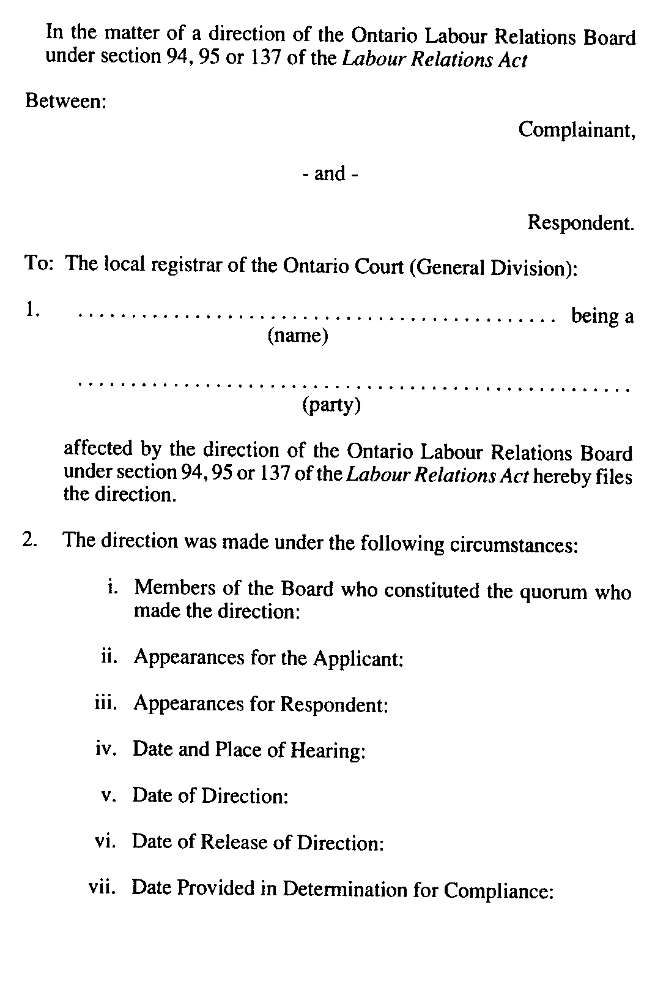 In the matter of a direction of the Ontario Labour Relations Board
under section 94, 95 or 137 of the Labour Relations Act
Between:
Complainant,
- and -
Respondent.
To: The local registrar of the Ontario Court (General Division):
1. ............................................. being a
(name)
....................................................
(party)
affected by the direction of the Ontario Labour Relations Board
under section 94, 95 or 137 of the Labour Relations Act hereby files
the direction.
2. The direction was made under the following circumstances:
i. Members of the Board who constituted the quorum who
made the direction:
ii. Appearances for the Applicant:
iii. Appearances for Respondent:
iv. Date and Place of Hearing:
v. Date of Direction:
vi. Date of Release of Direction:
vii. Date Provided in Determination for Compliance: